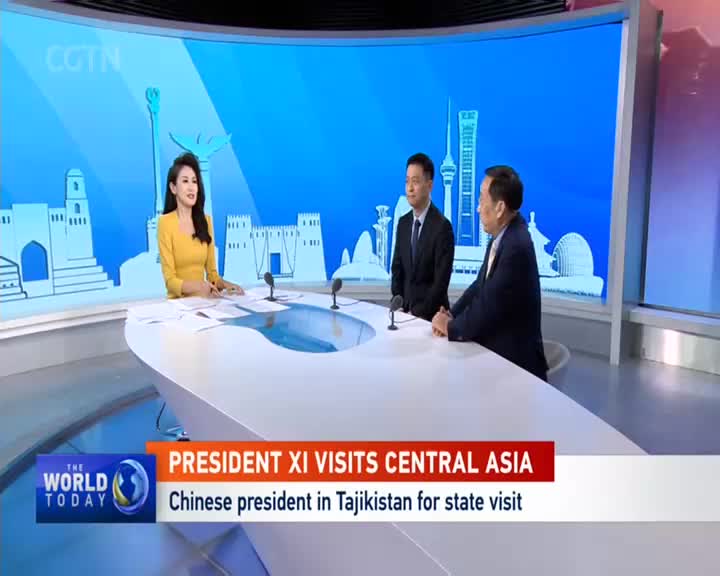 CGTN
PRESIDENT XI VISITS CENTRAL ASIA
THE
WORLD
TODAY
Chinese president in Tajikistan for state visit